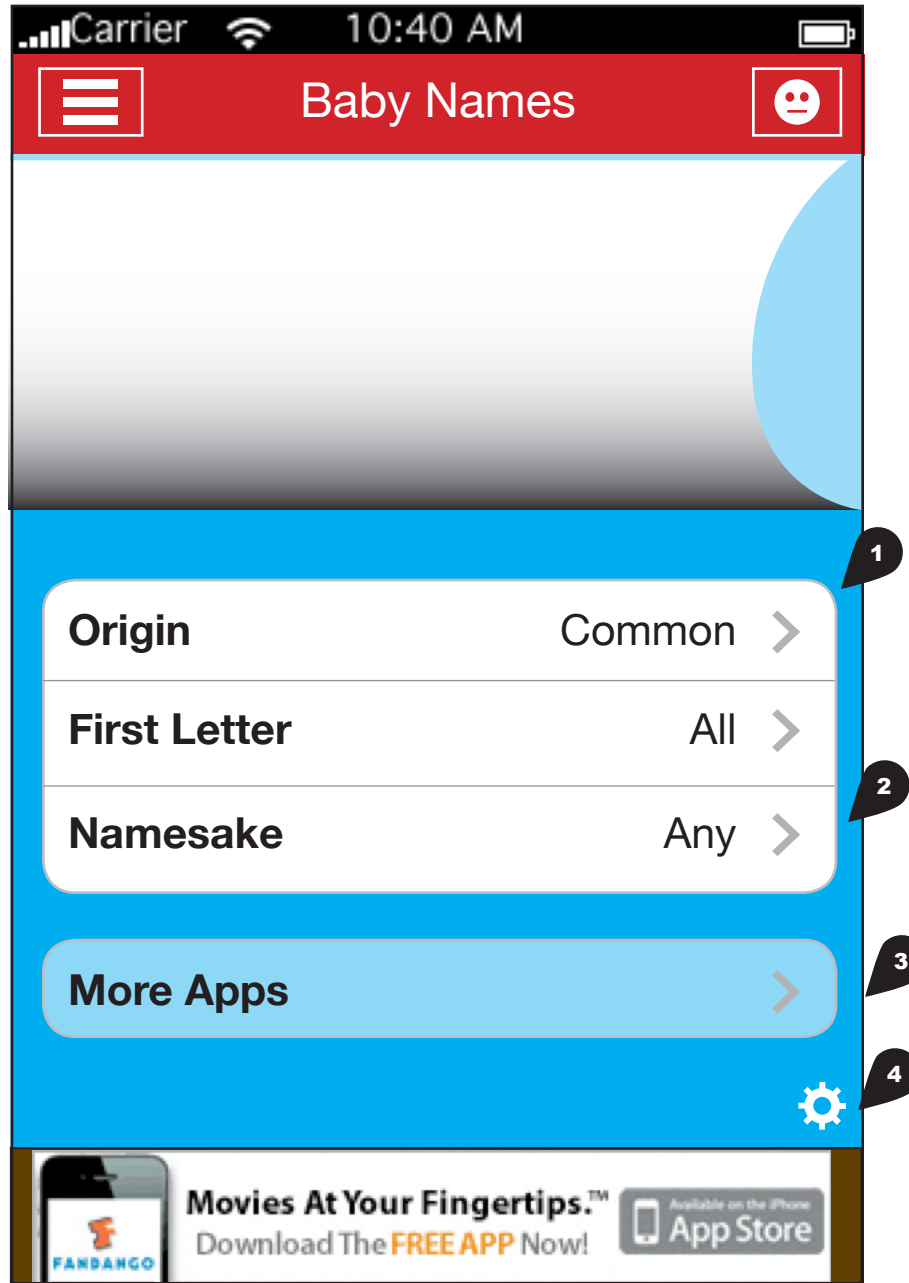 Carrier 10:40 AM
Baby Names
1
Origin Common
First Letter All
2
Namesake Any
3
More Apps
4
Movies At Your Fingertips.™
Available on the iPhone
Download The FREE APP Now!
App Store
FANDANGO